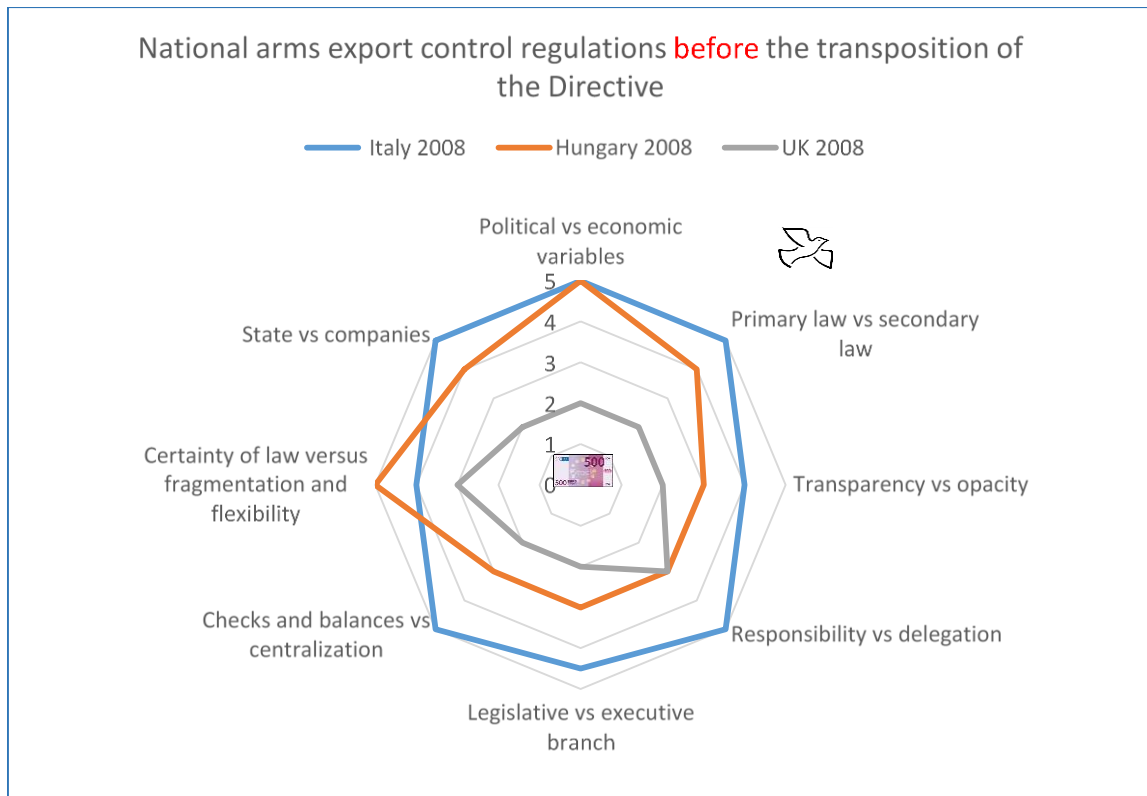 National arms export control regulations before the transposition of
the Directive
Italy 2008
Hungary 2008
UK 2008
Political vs economic
variables
5
4
3
2
1
0
Primary law vs secondary
law
State vs companies
Certainty of law versus
fragmentation and
flexibility
500
500
Transparency vs opacity
Checks and balances vs
centralization
Responsibility vs delegation
Legislative vs executive
branch